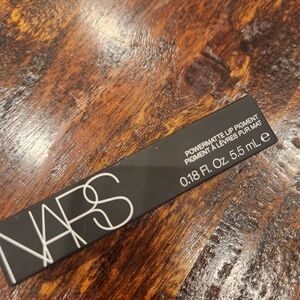 NARS
POWERMATTE LIP PIGMENT
PIGMENT À LÈVRES PUR MAT
0.18 Fl. Oz. 5.5 mL ℮